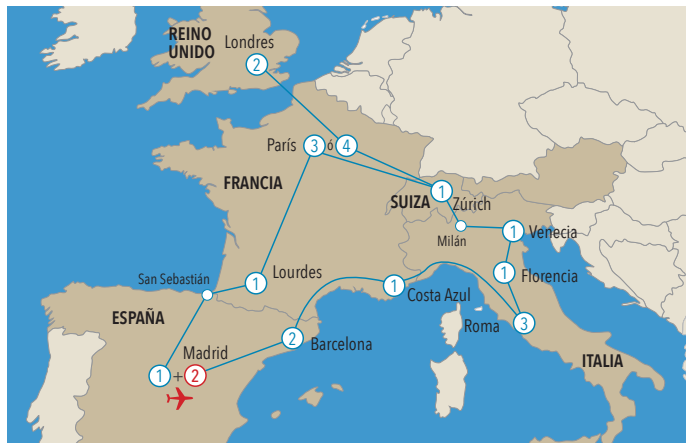 REINO
UNIDO
Londres
2
París 3 ó 4
FRANCIA
1
SUIZA
Zúrich
Milán
1 Venecia
1 Florencia
San Sebastián
Lourdes
1
1
Costa Azul
ESPAÑA
Roma 3
Madrid
2 Barcelona
1 + 2
ITALIA